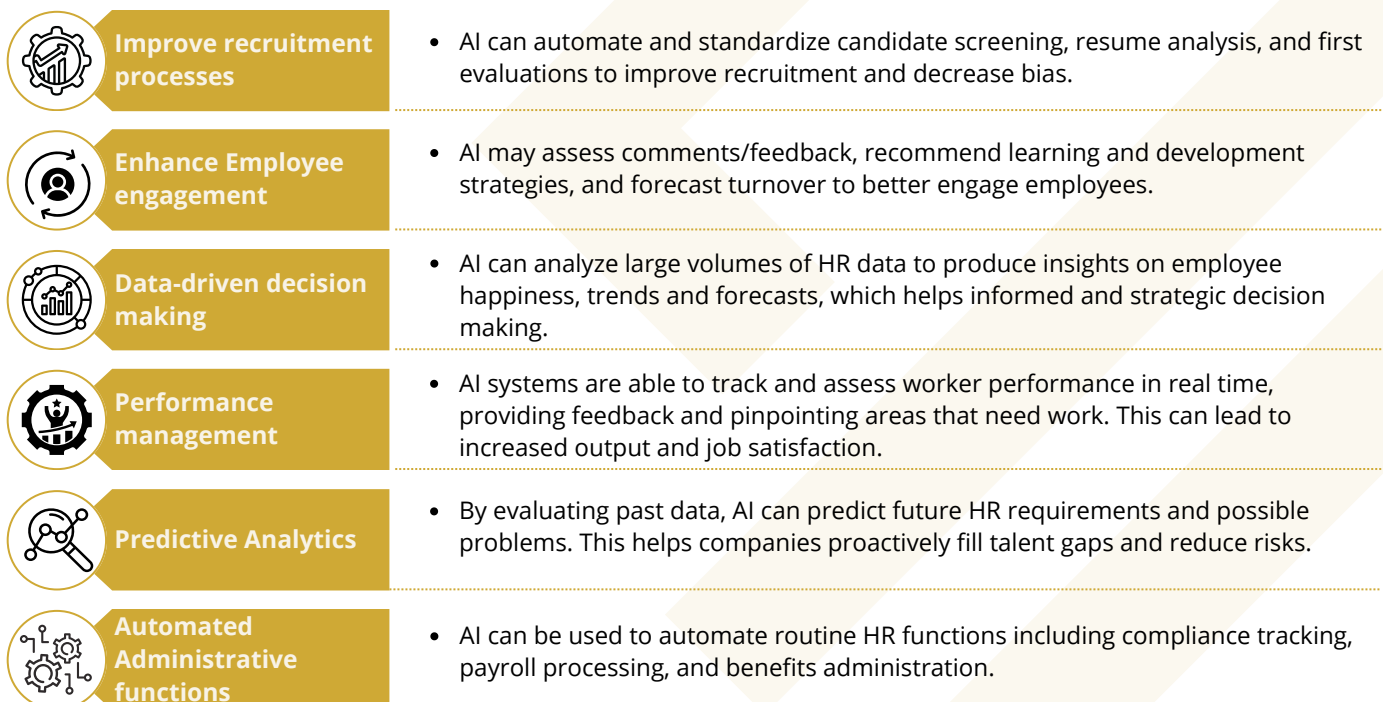 Improve recruitment
processes
• AI can automate and standardize candidate screening, resume analysis, and first
evaluations to improve recruitment and decrease bias.
Enhance Employee
engagement
• AI may assess comments/feedback, recommend learning and development
strategies, and forecast turnover to better engage employees.
Data-driven decision
making
• AI can analyze large volumes of HR data to produce insights on employee
happiness, trends and forecasts, which helps informed and strategic decision
making.
Performance
management
• AI systems are able to track and assess worker performance in real time,
providing feedback and pinpointing areas that need work. This can lead to
increased output and job satisfaction.
Predictive Analytics
• By evaluating past data, AI can predict future HR requirements and possible
problems. This helps companies proactively fill talent gaps and reduce risks.
Automated
Administrative
functions
• AI can be used to automate routine HR functions including compliance tracking,
payroll processing, and benefits administration.